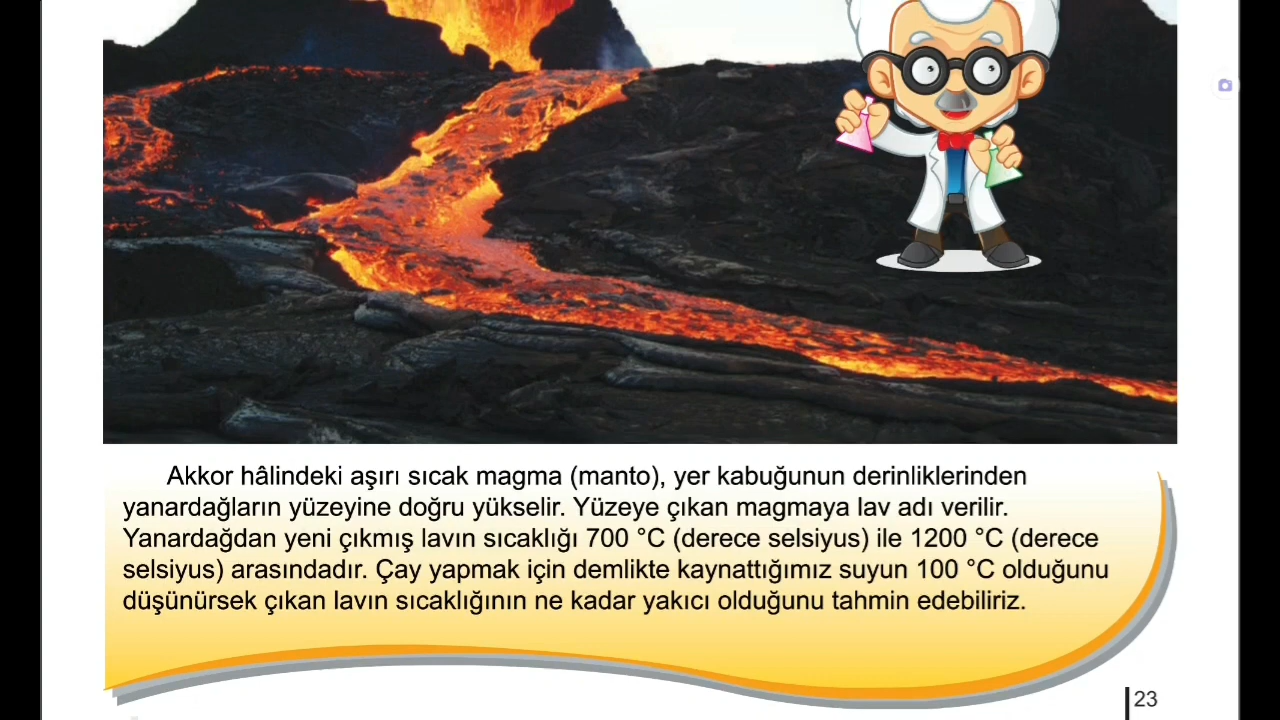 Akkor hâlindeki aşırı sıcak magma (manto), yer kabuğunun derinliklerinden
yanardağların yüzeyine doğru yükselir. Yüzeye çıkan magmaya lav adı verilir.
Yanardağdan yeni çıkmış lavın sıcaklığı 700 °C (derece selsiyus) ile 1200 °C (derece
selsiyus) arasındadır. Çay yapmak için demlikte kaynattığımız suyun 100 °C olduğunu
düşünürsek çıkan lavın sıcaklığının ne kadar yakıcı olduğunu tahmin edebiliriz.
23